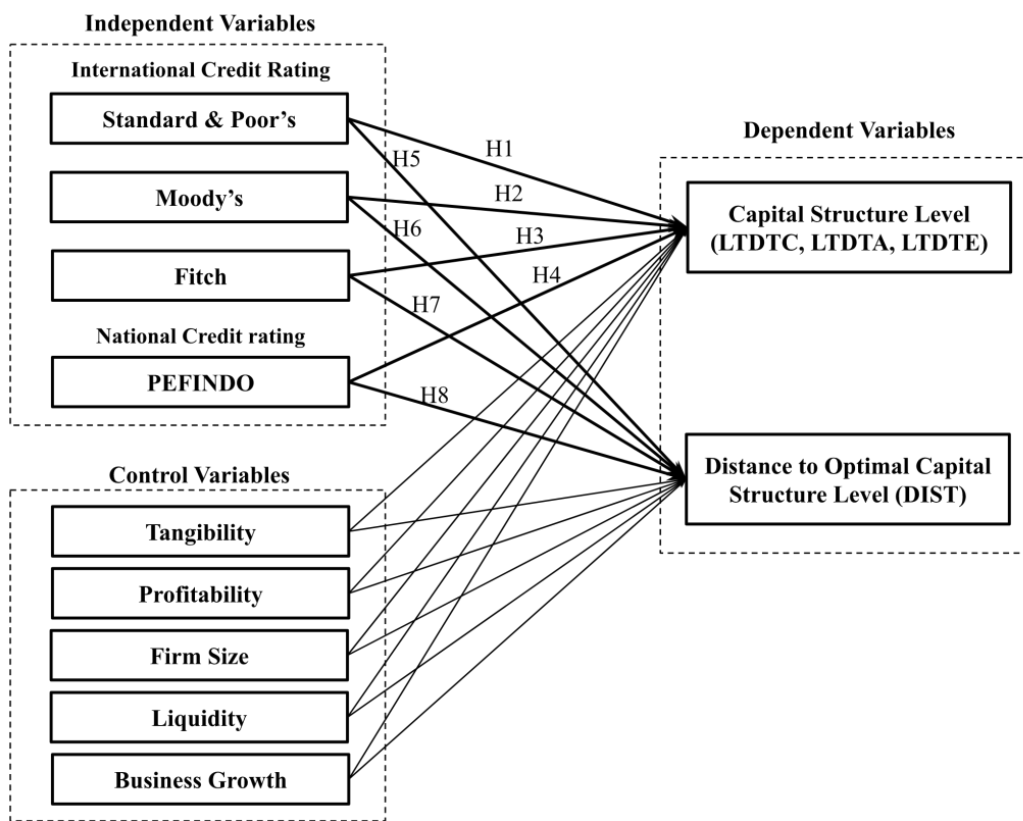 Independent Variables
International Credit Rating
Standard & Poor's
Moody's
Fitch
National Credit rating
PEFINDO
Control Variables
Tangibility
Profitability
Firm Size
Liquidity
Business Growth
H1
H5
H2
H6
H3
H4
H7
H8
Dependent Variables
Capital Structure Level
(LTDTC, LTDTA, LTDTE)
Distance to Optimal Capital
Structure Level (DIST)